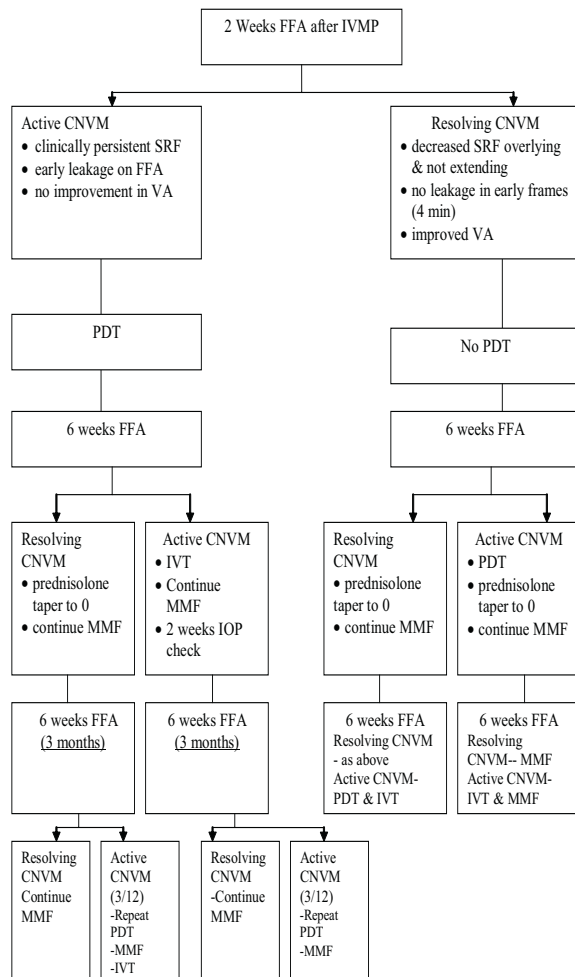 2 Weeks FFA after IVMP
Active CNVM
• clinically persistent SRF
• early leakage on FFA
• no improvement in VA
Resolving CNVM
• decreased SRF overlying
& not extending
• no leakage in early frames
(4 min)
• improved VA
PDT
No PDT
6 weeks FFA
6 weeks FFA
Resolving
CNVM
• prednisolone
taper to 0
• continue MMF
Active CNVM
• IVT
• Continue
MMF
• 2 weeks IOP
check
Resolving
CNVM
• prednisolone
taper to 0
• continue MMF
Active CNVM
• PDT
• prednisolone
taper to 0
• continue MMF
6 weeks FFA
(3 months)
6 weeks FFA
(3 months)
6 weeks FFA
Resolving CNVM
- as above
Active CNVM-
PDT & IVT
6 weeks FFA
Resolving
CNVM-- MMF
Active CNVM-
IVT & MMF
Resolving
CNVM
Continue
MMF
Active
CNVM
(3/12)
-Repeat
PDT
-MMF
-IVT
Resolving
CNVM
-Continue
MMF
Active
CNVM
(3/12)
-Repeat
PDT
-MMF